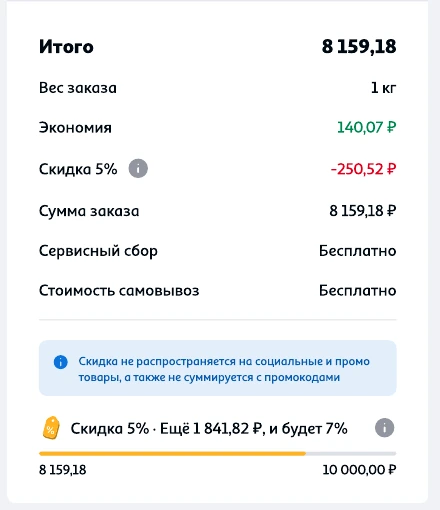 Итого 8 159,18
Вес заказа 1 кг
Экономия 140,07 ₽
Скидка 5% -250,52 ₽
Сумма заказа 8 159,18 ₽
Сервисный сбор Бесплатно
Стоимость самовывоз Бесплатно
Скидка не распространяется на социальные и промо
товары, а также не суммируется с промокодами
Скидка 5% · Ещё 1 841,82 ₽, и будет 7%
8 159,18 10 000,00 ₽